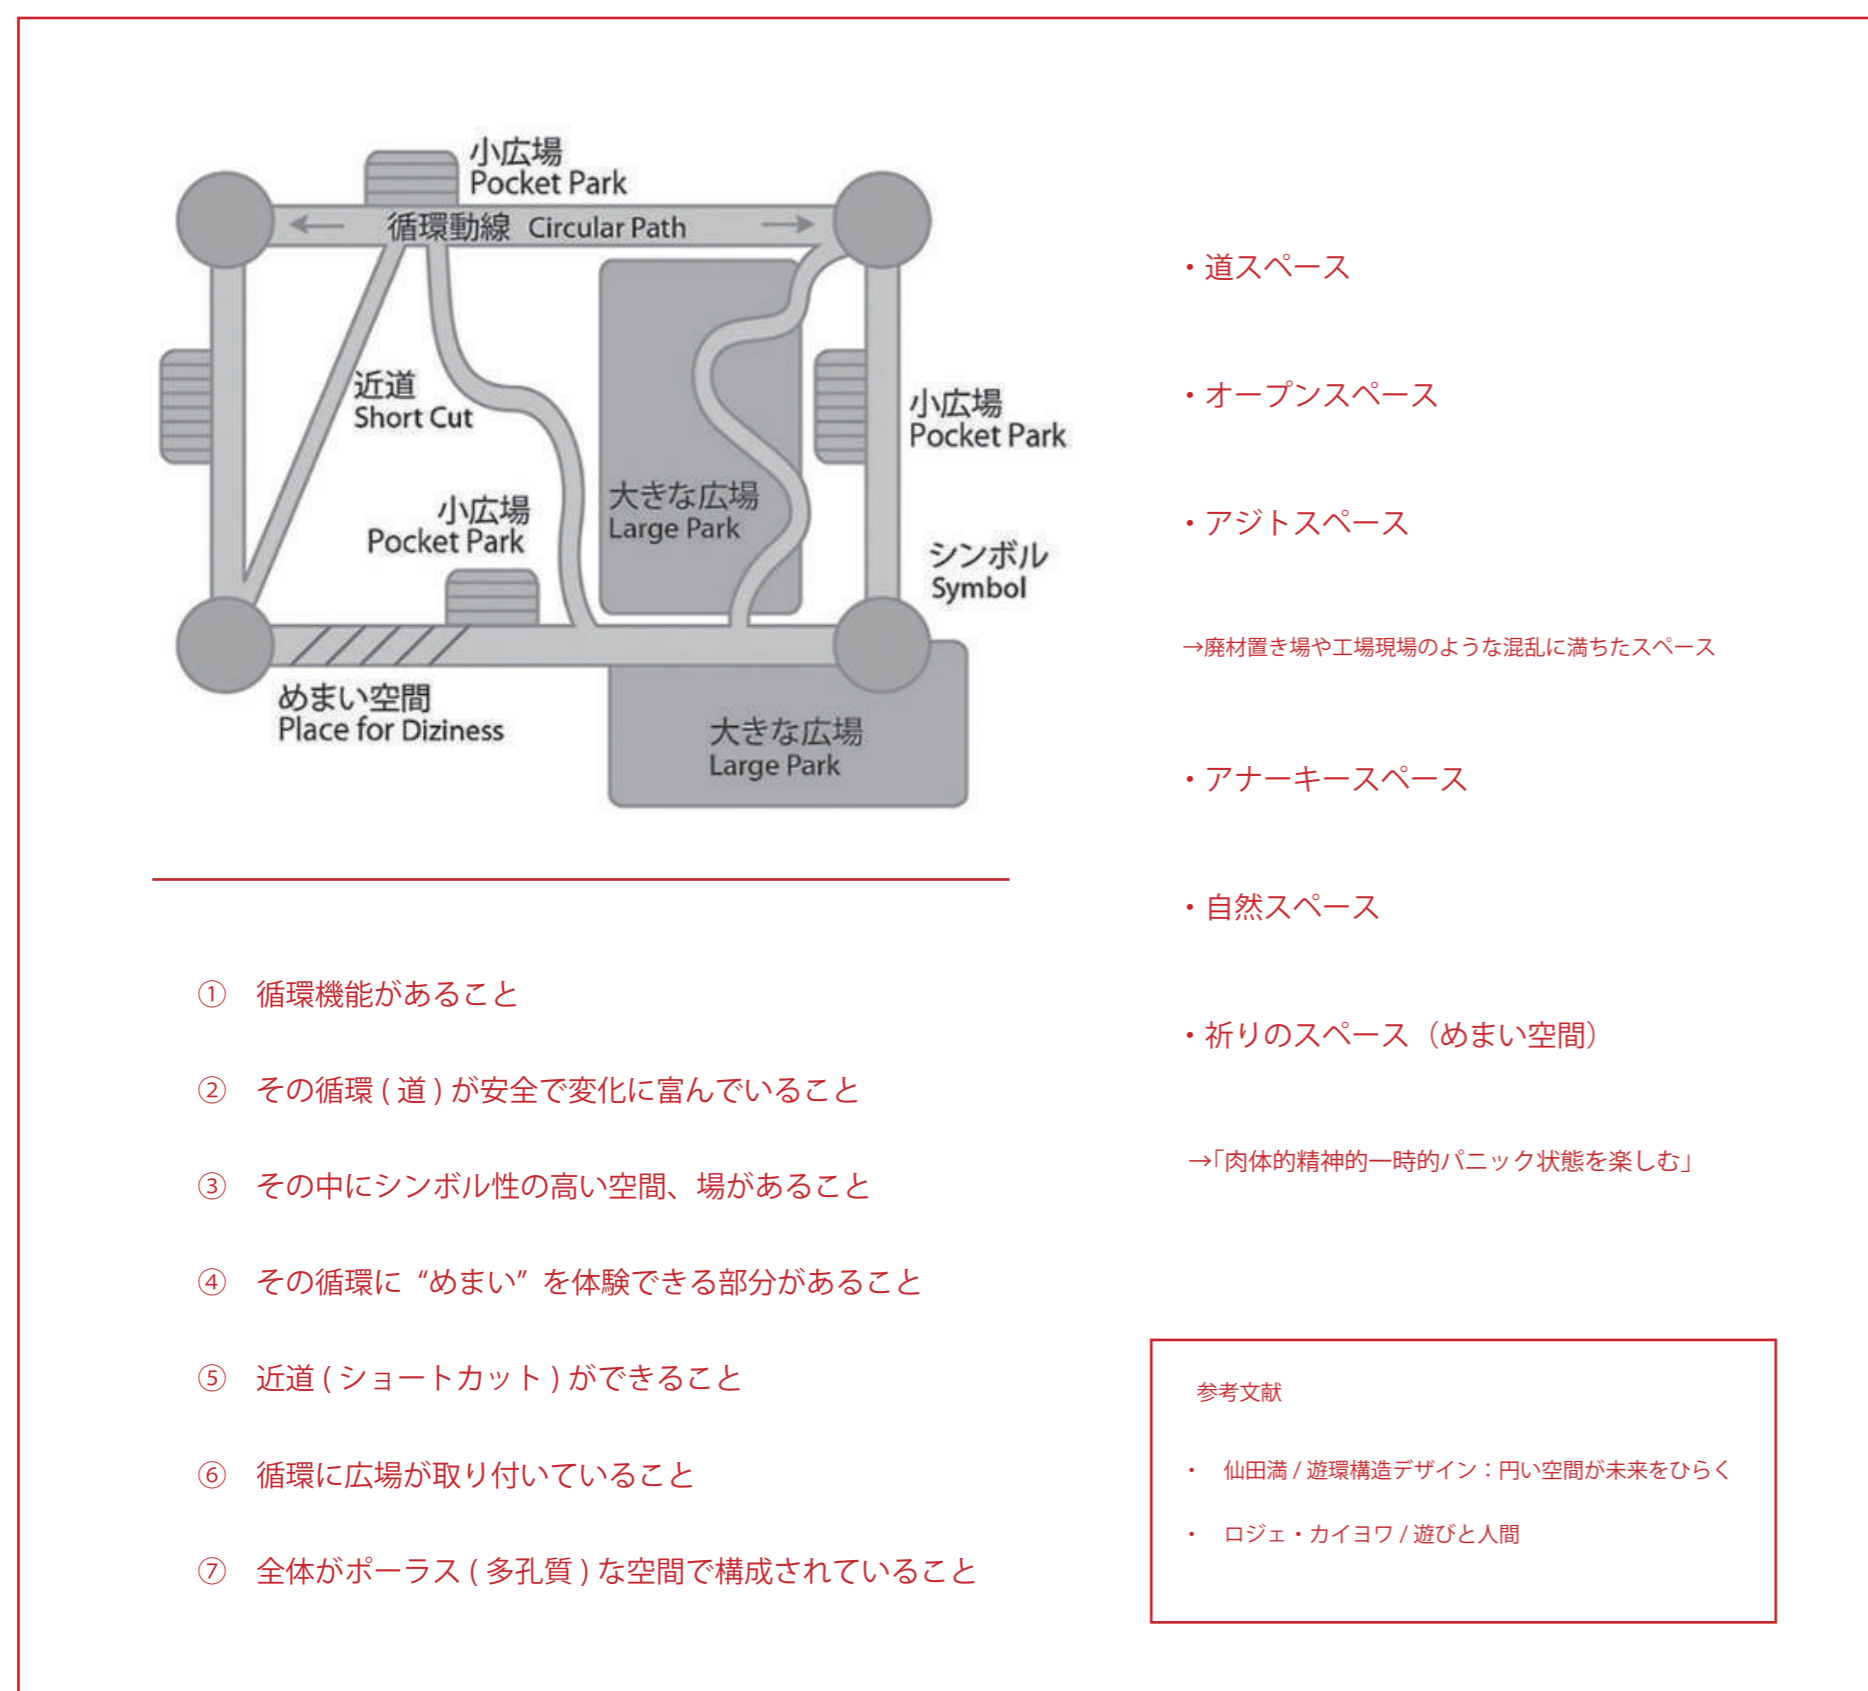 小広場
Pocket Park
循環動線 Circular Path
近道
Short Cut
小広場
Pocket Park
小広場
Pocket Park
大きな広場
Large Park
シンボル
Symbol
めまい空間
Place for Diziness
大きな広場
Large Park
① 循環機能があること
② その循環 ( 道 ) が安全で変化に富んでいること
③ その中にシンボル性の高い空間、場があること
④ その循環に “めまい” を体験できる部分があること
⑤ 近道 ( ショートカット ) ができること
⑥ 循環に広場が取り付いていること
⑦ 全体がポーラス ( 多孔質 ) な空間で構成されていること
・道スペース
・オープンスペース
・アジトスペース
→廃材置き場や工場現場のような混乱に満ちたスペース
・アナーキースペース
・自然スペース
・祈りのスペース（めまい空間）
→「肉体的精神的一時的パニック状態を楽しむ」
参考文献
・ 仙田満 / 遊環構造デザイン：円い空間が未来をひらく
・ ロジェ・カイヨワ / 遊びと人間